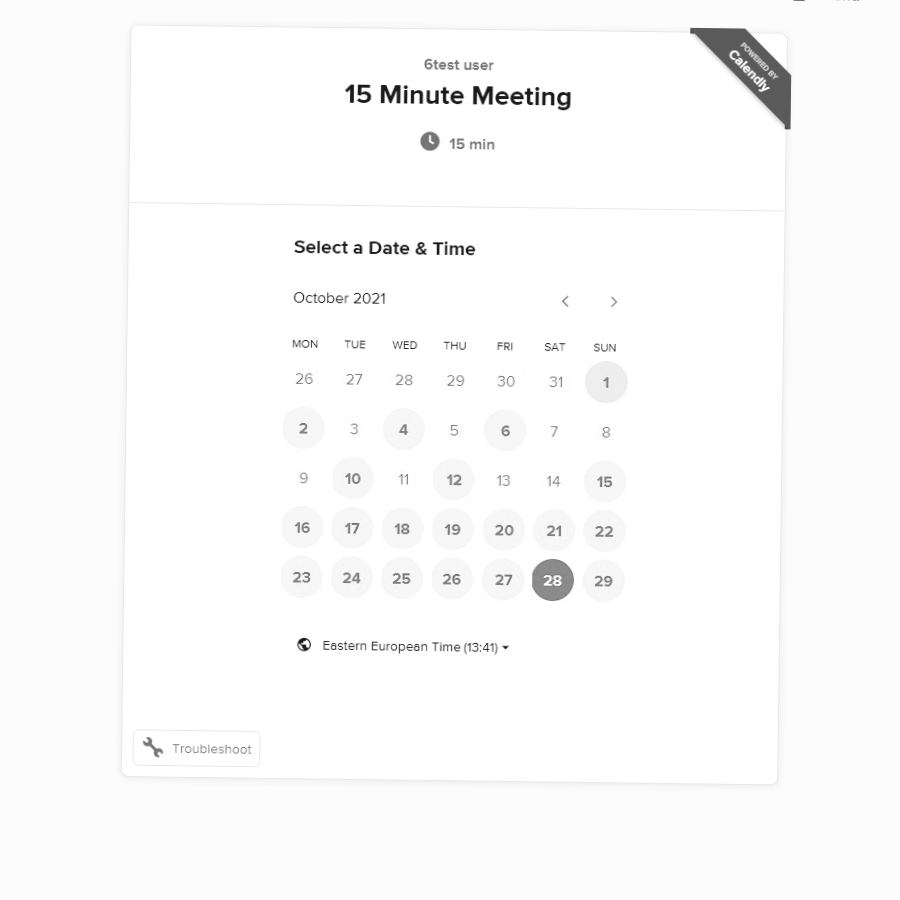 6test user
15 Minute Meeting
15 min
POWERED BY
Calendly
Select a Date & Time
October 2021
MON TUE WED THU FRI SAT SUN
26 27 28 29 30 31 1
2 3 4 5 6 7 8
9 10 11 12 13 14 15
16 17 18 19 20 21 22
23 24 25 26 27 28 29
Eastern European Time (13:41)
Troubleshoot